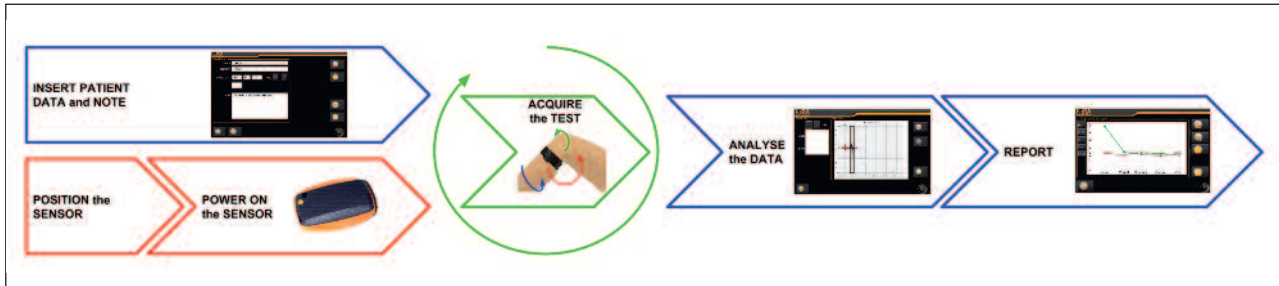 INSERT PATIENT
DATA and NOTE
POSITION the
SENSOR
POWER ON
the SENSOR
ACQUIRE
the TEST
ANALYSE
the DATA
REPORT